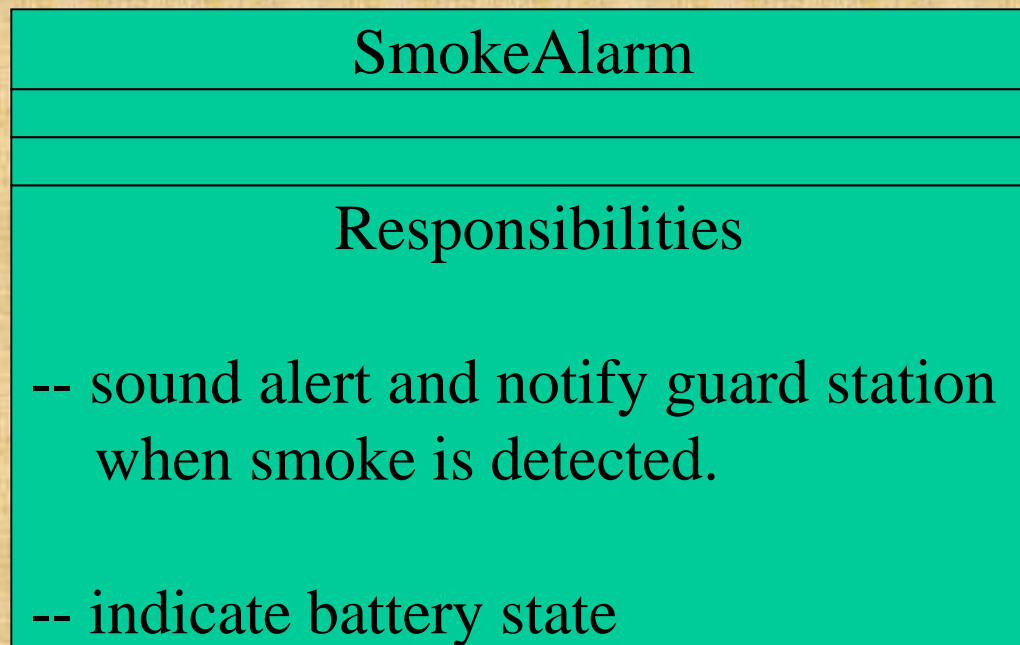 SmokeAlarm
Responsibilities
-- sound alert and notify guard station
when smoke is detected.
-- indicate battery state